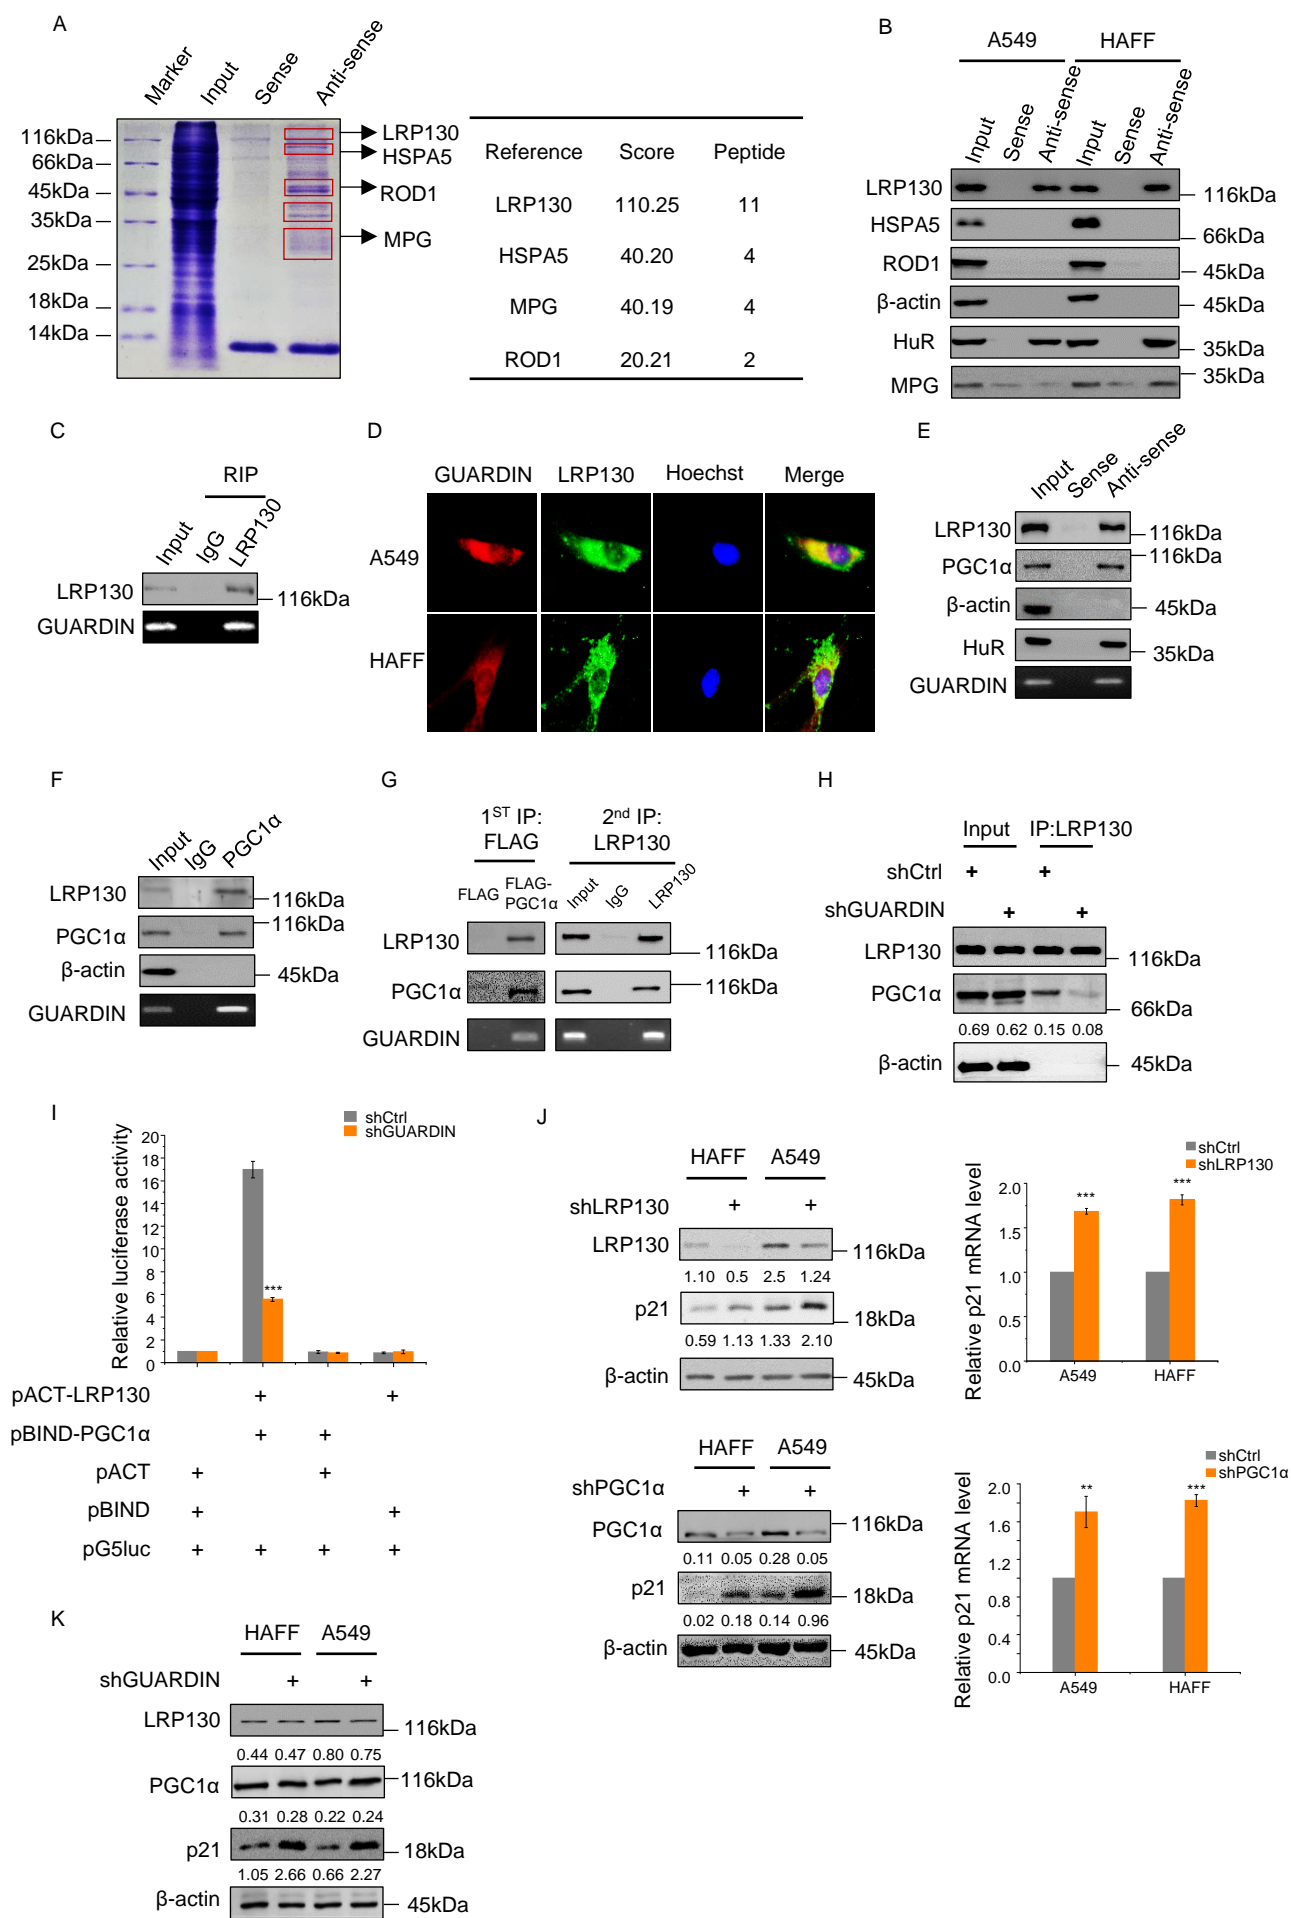 A
Marker Input Sense Anti-sense
116kDa
66kDa
45kDa
35kDa
25kDa
18kDa
14kDa
LRP130
HSPA5
ROD1
MPG
Reference Score Peptide
LRP130 110.25 11
HSPA5 40.20 4
MPG 40.19 4
ROD1 20.21 2
B
A549 HAFF
Input Sense Anti-sense Input Sense Anti-sense
LRP130 116kDa
HSPA5 66kDa
ROD1 45kDa
β-actin 45kDa
HuR 35kDa
MPG 35kDa
C
RIP
Input IgG LRP130
LRP130 116kDa
GUARDIN
D
GUARDIN LRP130 Hoechst Merge
A549
HAFF
E
Input Sense Anti-sense
LRP130 116kDa
PGC1α 116kDa
β-actin 45kDa
HuR 35kDa
GUARDIN
F
Input IgG PGC1α
LRP130 116kDa
PGC1α 116kDa
β-actin 45kDa
GUARDIN
G
1ST IP: 2nd IP:
FLAG LRP130
FLAG FLAG-PGC1α Input IgG LRP130
LRP130 116kDa
PGC1α 116kDa
GUARDIN
H
Input IP:LRP130
shCtrl + +
shGUARDIN + +
LRP130 116kDa
PGC1α 66kDa
0.69 0.62 0.15 0.08
β-actin 45kDa
I
shCtrl
shGUARDIN
Relative luciferase activity
20
18
16
14
12
10
8
6
4
2
0
***
pACT-LRP130 + +
pBIND-PGC1α + +
pACT + +
pBIND + +
pG5luc + + + +
J
HAFF A549
shLRP130 + +
LRP130 116kDa
1.10 0.5 2.5 1.24
p21 18kDa
0.59 1.13 1.33 2.10
β-actin 45kDa
shCtrl
shLRP130
Relative p21 mRNA level
2.0
1.5
1.0
0.5
0.0
*** ***
A549 HAFF
HAFF A549
shPGC1α + +
PGC1α 116kDa
0.11 0.05 0.28 0.05
p21 18kDa
0.02 0.18 0.14 0.96
β-actin 45kDa
shCtrl
shPGC1α
Relative p21 mRNA level
2.0
1.6
1.2
0.8
0.4
0.0
** ***
A549 HAFF
K
HAFF A549
shGUARDIN + +
LRP130 116kDa
0.44 0.47 0.80 0.75
PGC1α 116kDa
0.31 0.28 0.22 0.24
p21 18kDa
1.05 2.66 0.66 2.27
β-actin 45kDa